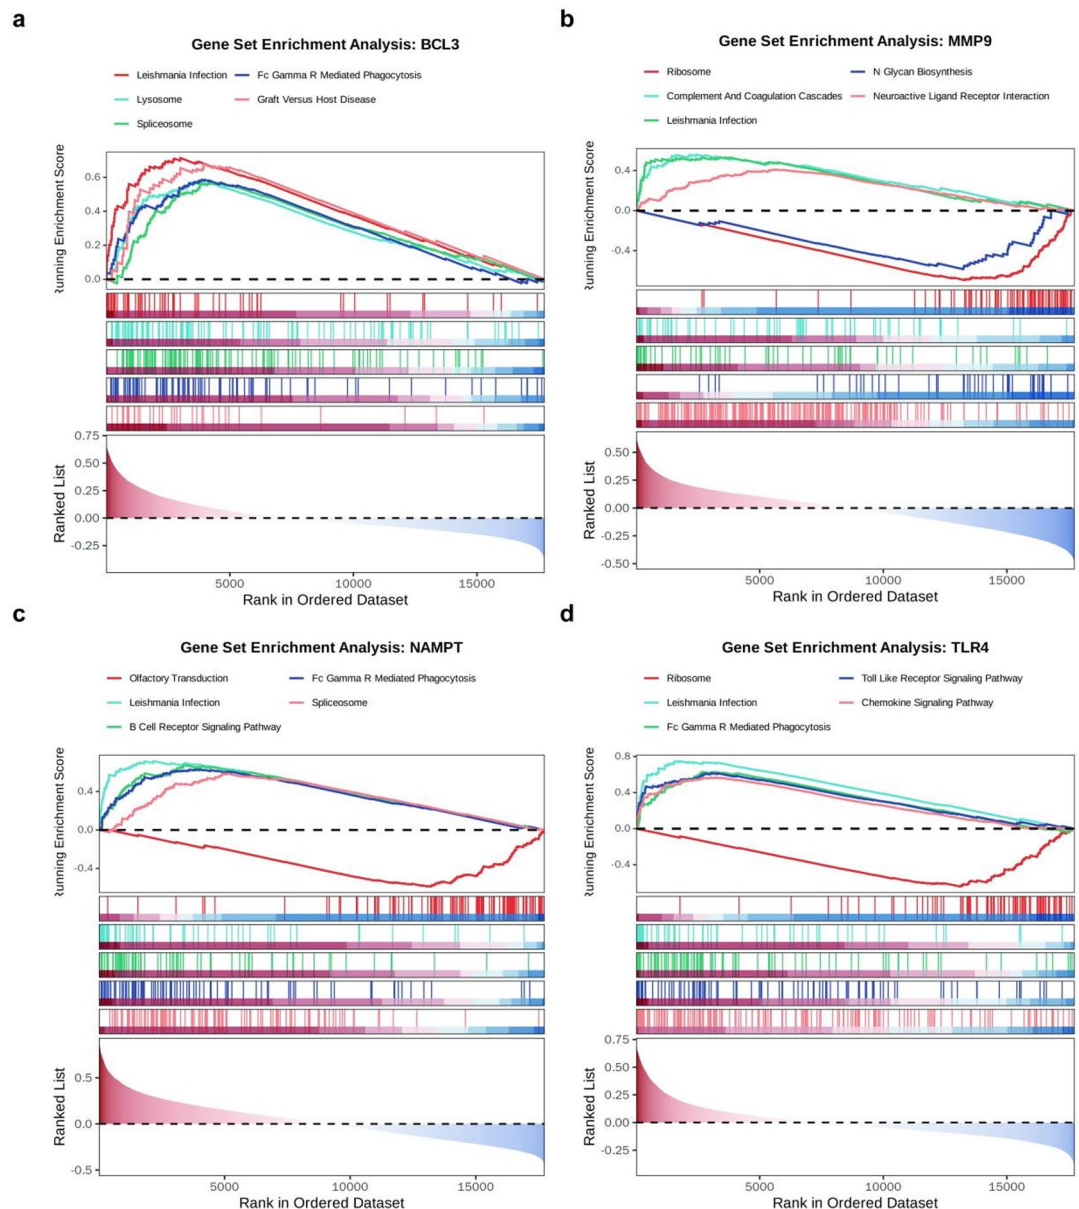 a
Gene Set Enrichment Analysis: BCL3
Leishmania Infection
Fc Gamma R Mediated Phagocytosis
Lysosome
Graft Versus Host Disease
Spliceosome
Running Enrichment Score
0.6
0.4
0.2
0.0
0.75
0.50
0.25
0.00
-0.25
Ranked List
5000
10000
15000
Rank in Ordered Dataset
b
Gene Set Enrichment Analysis: MMP9
Ribosome
N Glycan Biosynthesis
Complement And Coagulation Cascades
Neuroactive Ligand Receptor Interaction
Leishmania Infection
Running Enrichment Score
0.4
0.0
-0.4
0.50
0.25
0.00
-0.25
-0.50
Ranked List
5000
10000
15000
Rank in Ordered Dataset
c
Gene Set Enrichment Analysis: NAMPT
Olfactory Transduction
Fc Gamma R Mediated Phagocytosis
Leishmania Infection
Spliceosome
B Cell Receptor Signaling Pathway
Running Enrichment Score
0.4
0.0
-0.4
0.5
0.0
-0.5
Ranked List
5000
10000
15000
Rank in Ordered Dataset
d
Gene Set Enrichment Analysis: TLR4
Ribosome
Toll Like Receptor Signaling Pathway
Leishmania Infection
Chemokine Signaling Pathway
Fc Gamma R Mediated Phagocytosis
Running Enrichment Score
0.8
0.4
0.0
-0.4
0.75
0.50
0.25
0.00
-0.25
Ranked List
5000
10000
15000
Rank in Ordered Dataset